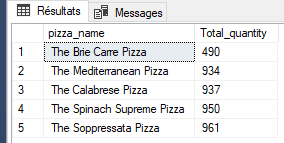 Résultats Messages
pizza_name Total_quantity
1 The Brie Carre Pizza 490
2 The Mediterranean Pizza 934
3 The Calabrese Pizza 937
4 The Spinach Supreme Pizza 950
5 The Soppressata Pizza 961